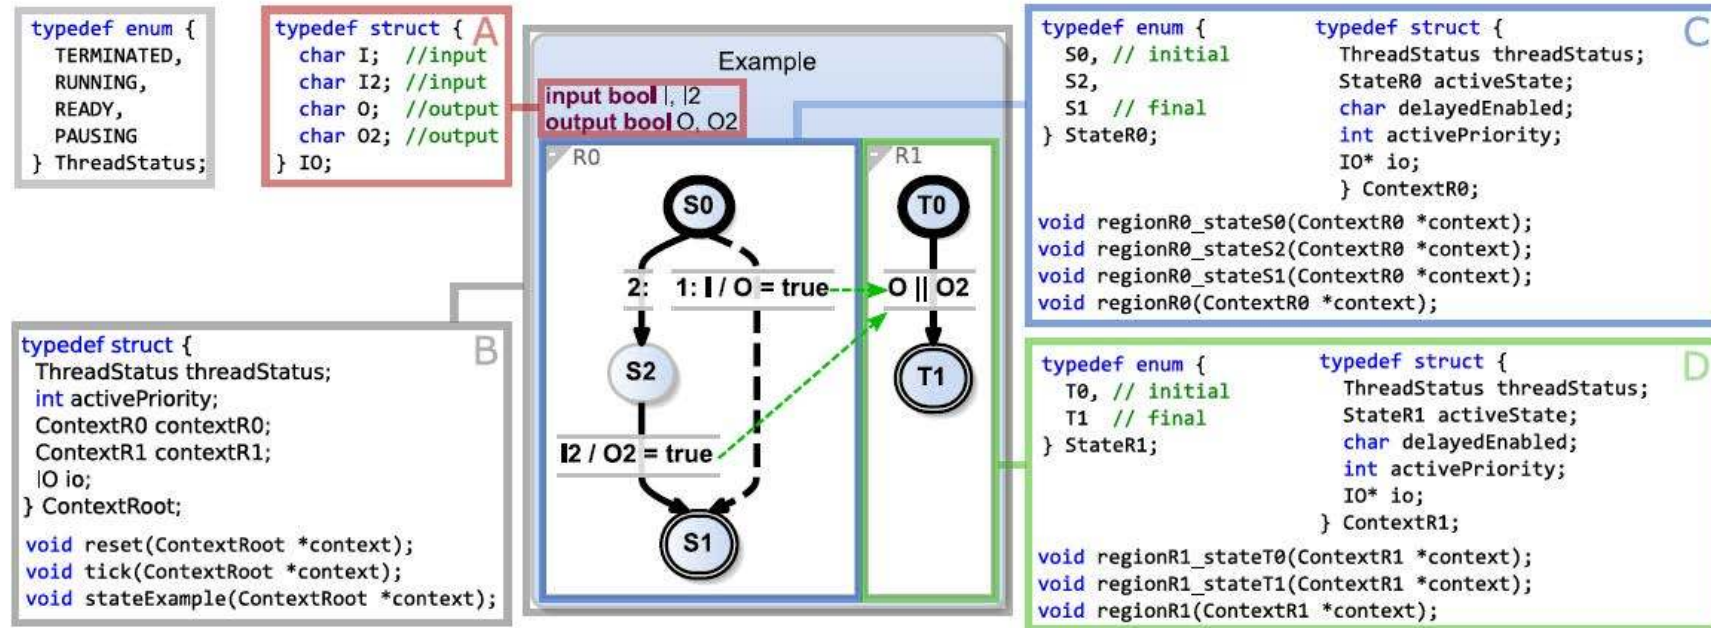 typedef enum {
TERMINATED,
RUNNING,
READY,
PAUSING
} ThreadStatus;
A
typedef struct {
char I;  //input
char I2; //input
char O;  //output
char O2; //output
} IO;
B
typedef struct {
ThreadStatus threadStatus;
int activePriority;
ContextR0 contextR0;
ContextR1 contextR1;
IO io;
} ContextRoot;
void reset(ContextRoot *context);
void tick(ContextRoot *context);
void stateExample(ContextRoot *context);
Example
input bool I, I2
output bool O, O2
R0
S0
2:
1: I / O = true
S2
I2 / O2 = true
S1
R1
T0
O || O2
T1
C
typedef enum {
S0, // initial
S2,
S1  // final
} StateR0;
typedef struct {
ThreadStatus threadStatus;
StateR0 activeState;
char delayedEnabled;
int activePriority;
IO* io;
} ContextR0;
void regionR0_stateS0(ContextR0 *context);
void regionR0_stateS2(ContextR0 *context);
void regionR0_stateS1(ContextR0 *context);
void regionR0(ContextR0 *context);
D
typedef enum {
T0, // initial
T1  // final
} StateR1;
typedef struct {
ThreadStatus threadStatus;
StateR1 activeState;
char delayedEnabled;
int activePriority;
IO* io;
} ContextR1;
void regionR1_stateT0(ContextR1 *context);
void regionR1_stateT1(ContextR1 *context);
void regionR1(ContextR1 *context);